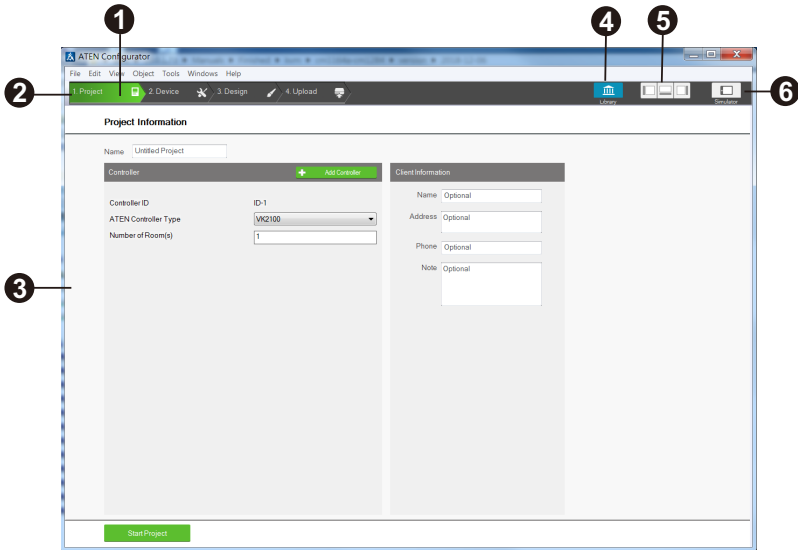 1
4
5
ATEN Configurator
File Edit View Object Tools Windows Help
2
1. Project 2. Device 3. Design 4. Upload
Library
Simulator
6
Project Information
Name Untitled Project
Controller
Add Controller
Client Information
Controller ID ID-1
ATEN Controller Type VK2100
Number of Room(s) 1
Name Optional
Address Optional
Phone Optional
Note Optional
3
Start Project